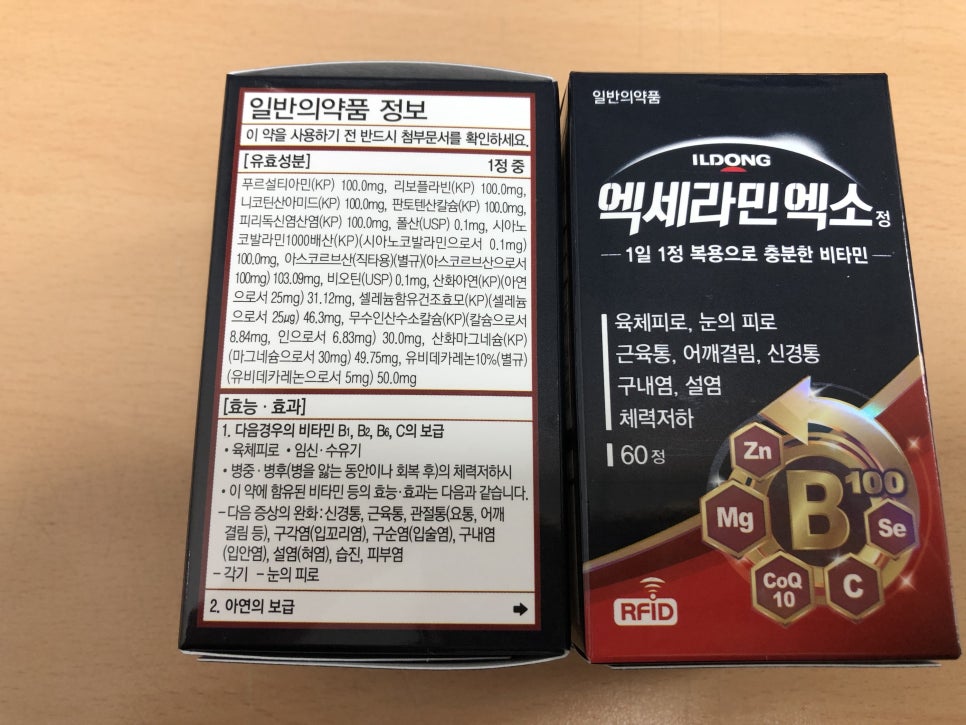 일반의약품 정보
이 약을 사용하기 전 반드시 첨부문서를 확인하세요.
[유효성분] 1정 중
푸르설티아민(KP) 100.0mg, 리보플라빈(KP) 100.0mg,
니코틴산아미드(KP) 100.0mg, 판토텐산칼슘(KP) 100.0mg,
피리독신염산염(KP) 100.0mg, 폴산(USP) 0.1mg, 시아노
코발라민1000배산(KP)(시아노코발라민으로서 0.1mg)
100.0mg, 아스코르브산(직타용)(별규)(아스코르브산으로서
100mg) 103.09mg, 비오틴(USP) 0.1mg, 산화아연(KP)(아연
으로서 25mg) 31.12mg, 셀레늄함유건조효모(KP)(셀레늄
으로서 25μg) 46.3mg, 무수인산수소칼슘(KP)(칼슘으로서
8.84mg, 인으로서 6.83mg) 30.0mg, 산화마그네슘(KP)
(마그네슘으로서 30mg) 49.75mg, 유비데카레논10%(별규)
(유비데카레논으로서 5mg) 50.0mg
[효능·효과]
1. 다음경우의 비타민 B1, B2, B6, C의 보급
• 육체피로 • 임신·수유기
• 병중·병후(병을 앓는 동안이나 회복 후)의 체력저하시
• 이 약에 함유된 비타민 등의 효능·효과는 다음과 같습니다.
– 다음 증상의 완화: 신경통, 근육통, 관절통(요통, 어깨
결림 등), 구각염(입꼬리염), 구순염(입술염), 구내염
(입안염), 설염(혀염), 습진, 피부염
– 각기 – 눈의 피로
2. 아연의 보급 ➡
일반의약품
ILDONG
엑세라민엑소정
1일 1정 복용으로 충분한 비타민
육체피로, 눈의 피로
근육통, 어깨결림, 신경통
구내염, 설염
체력저하
60정
Zn
B100
Mg
Se
CoQ
10
C
RFID